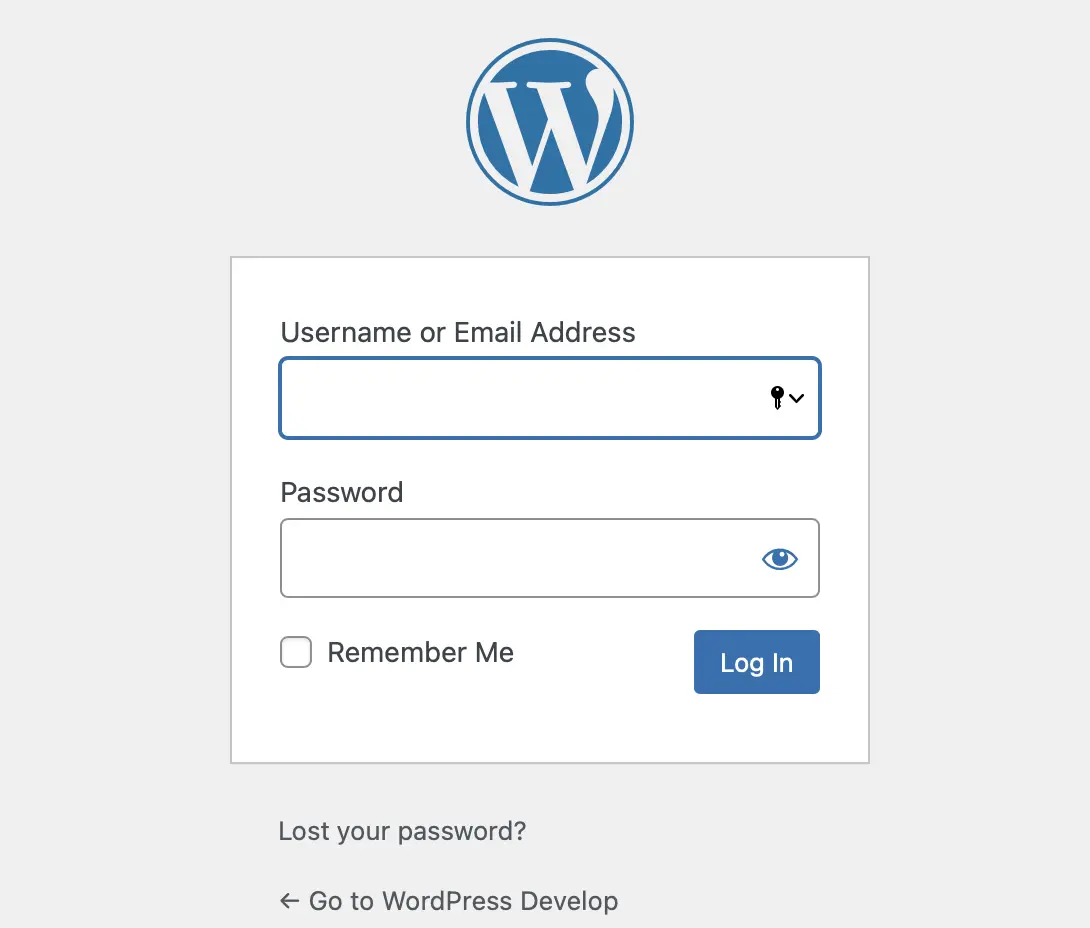 Username or Email Address
Password
Remember Me
Log In
Lost your password?
← Go to WordPress Develop